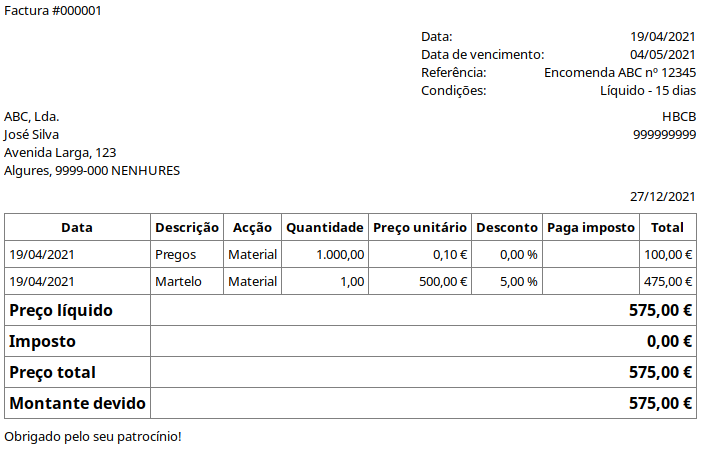 Factura #000001
Data: 19/04/2021
Data de vencimento: 04/05/2021
Referência: Encomenda ABC nº 12345
Condições: Líquido - 15 dias
ABC, Lda. HBCB
José Silva 999999999
Avenida Larga, 123
Algures, 9999-000 NENHURES
27/12/2021
Data Descrição Acção Quantidade Preço unitário Desconto Paga imposto Total
19/04/2021 Pregos Material 1.000,00 0,10 € 0,00 % 100,00 €
19/04/2021 Martelo Material 1,00 500,00 € 5,00 % 475,00 €
Preço líquido 575,00 €
Imposto 0,00 €
Preço total 575,00 €
Montante devido 575,00 €
Obrigado pelo seu patrocínio!